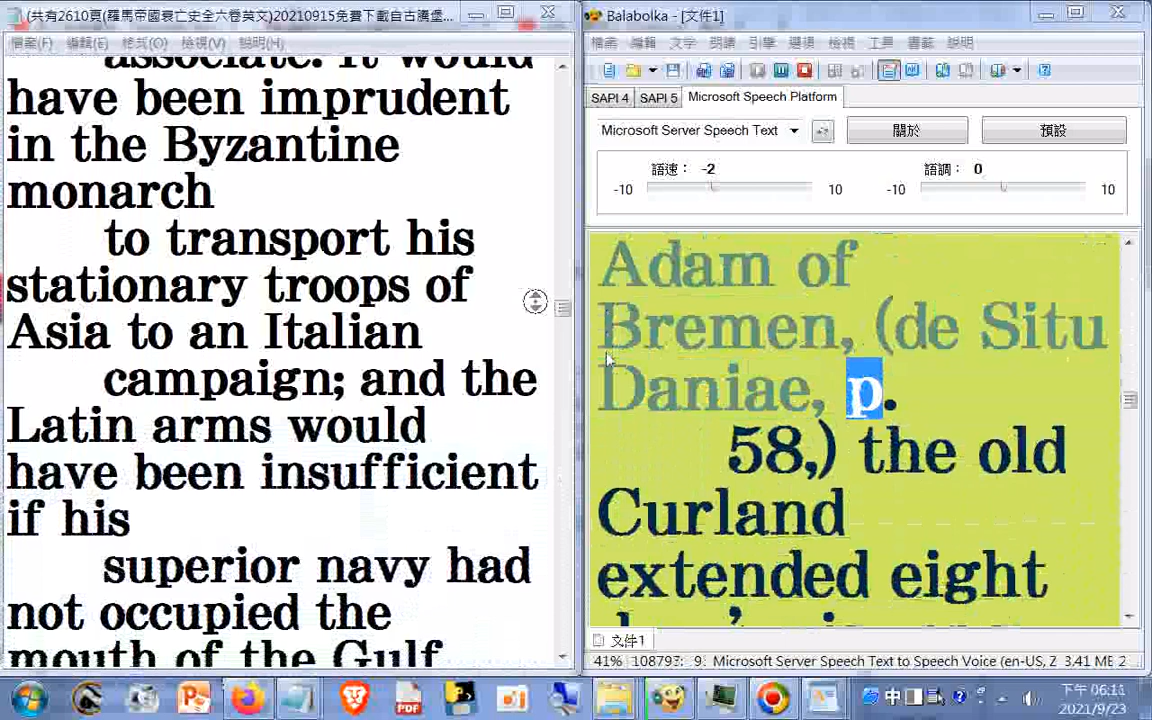 (共有2610頁(羅馬帝國衰亡史全六卷英文)20210915免費下載自古騰堡...
檔案(F) 編輯(E) 格式(O) 檢視(V) 說明(H)
associate. It would
have been imprudent
in the Byzantine
monarch
to transport his
stationary troops of
Asia to an Italian
campaign; and the
Latin arms would
have been insufficient
if his
superior navy had
not occupied the
mouth of the Gulf
Balabolka - [文件1]
檔案 編輯 文字 朗讀 引擎 選項 檢視 工具 書籤 說明
SAPI 4 SAPI 5 Microsoft Speech Platform
Microsoft Server Speech Text 關於 預設
語速： -2 語調： 0
-10 10 -10 10
Adam of
Bremen, (de Situ
Daniae, p.
58,) the old
Curland
extended eight
文件1
41% Microsoft Server Speech Text to Speech Voice (en-US, Z 3.41 MB 2
中
下午 06:11
2021/9/23